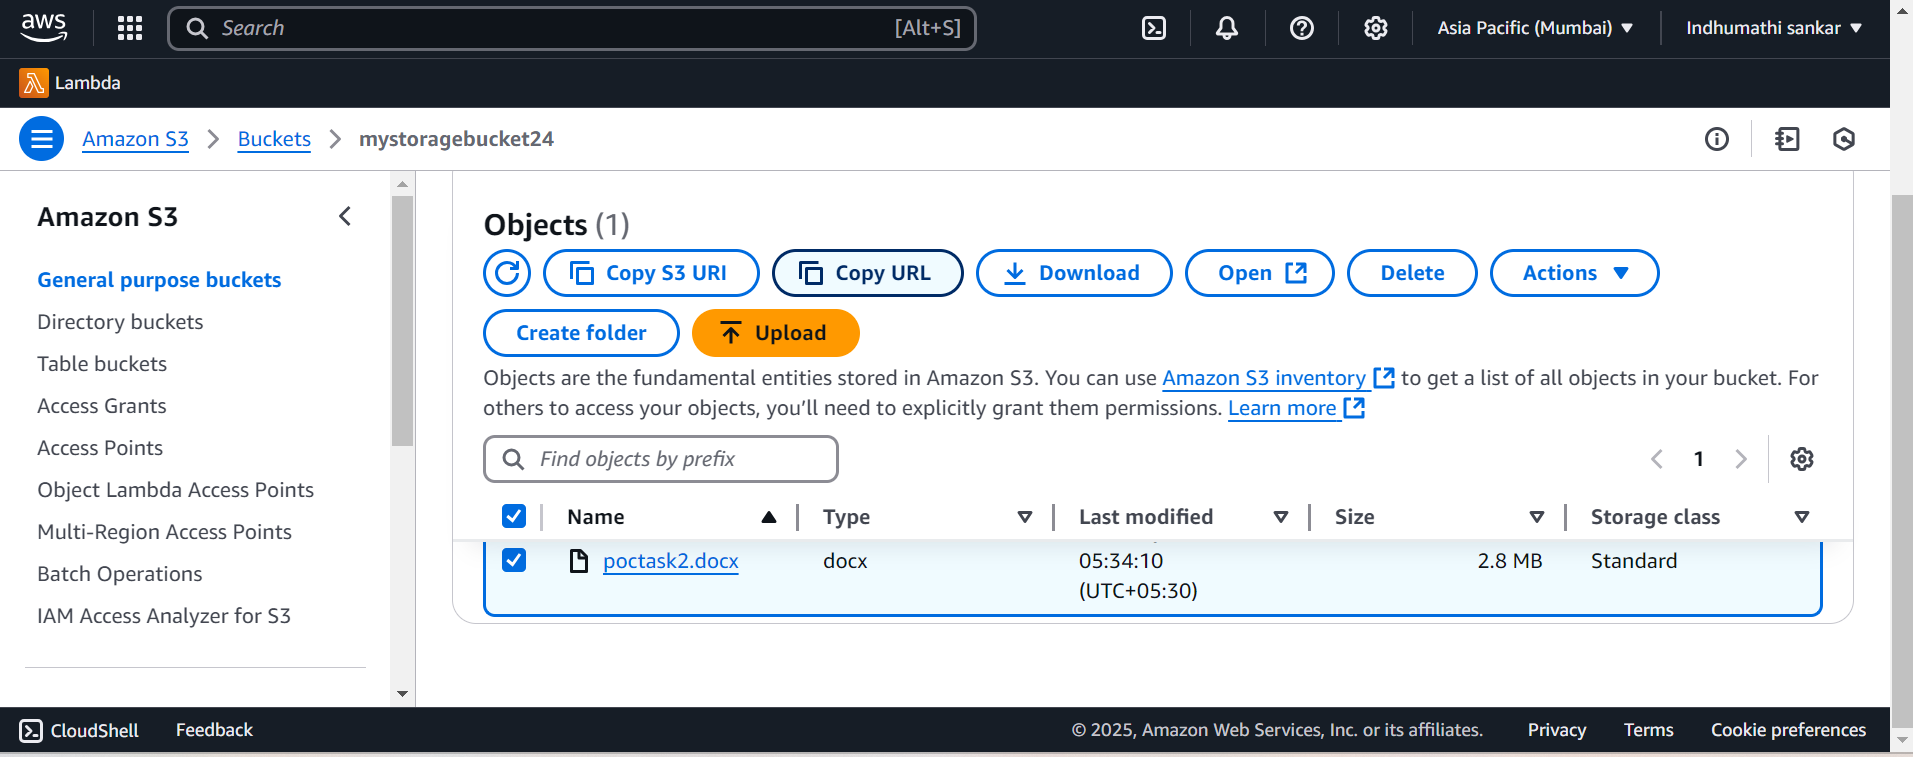 aws Search [Alt+S] Asia Pacific (Mumbai) Indhumathi sankar
Lambda
Amazon S3 Buckets mystoragebucket24
Amazon S3
General purpose buckets
Directory buckets
Table buckets
Access Grants
Access Points
Object Lambda Access Points
Multi-Region Access Points
Batch Operations
IAM Access Analyzer for S3
Objects (1)
Copy S3 URI Copy URL Download Open Delete Actions
Create folder Upload
Objects are the fundamental entities stored in Amazon S3. You can use Amazon S3 inventory to get a list of all objects in your bucket. For
others to access your objects, you’ll need to explicitly grant them permissions. Learn more
Find objects by prefix 1
Name Type Last modified Size Storage class
poctask2.docx docx 05:34:10 2.8 MB Standard
(UTC+05:30)
CloudShell Feedback © 2025, Amazon Web Services, Inc. or its affiliates. Privacy Terms Cookie preferences